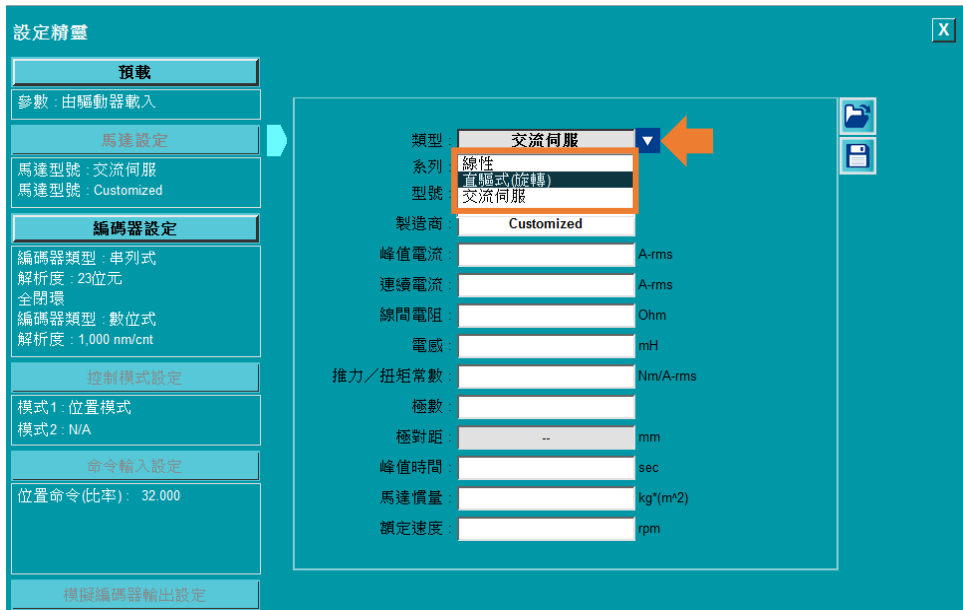 設定精靈
X
預載
參數 : 由驅動器載入
馬達設定
馬達型號 : 交流伺服
馬達型號 : Customized
編碼器設定
編碼器類型 : 串列式
解析度 : 23位元
全閉環
編碼器類型 : 數位式
解析度 : 1,000 nm/cnt
控制模式設定
模式1 : 位置模式
模式2 : N/A
命令輸入設定
位置命令(比率) : 32.000
模擬編碼器輸出設定
類型 : 交流伺服
系列
線性
直驅式(旋轉)
型號
交流伺服
製造商 : Customized
峰值電流 : A-rms
連續電流 : A-rms
線間電阻 : Ohm
電感 : mH
推力／扭矩常數 : Nm/A-rms
極數 :
極對距 : -- mm
峰值時間 : sec
馬達慣量 : kg*(m^2)
額定速度 : rpm